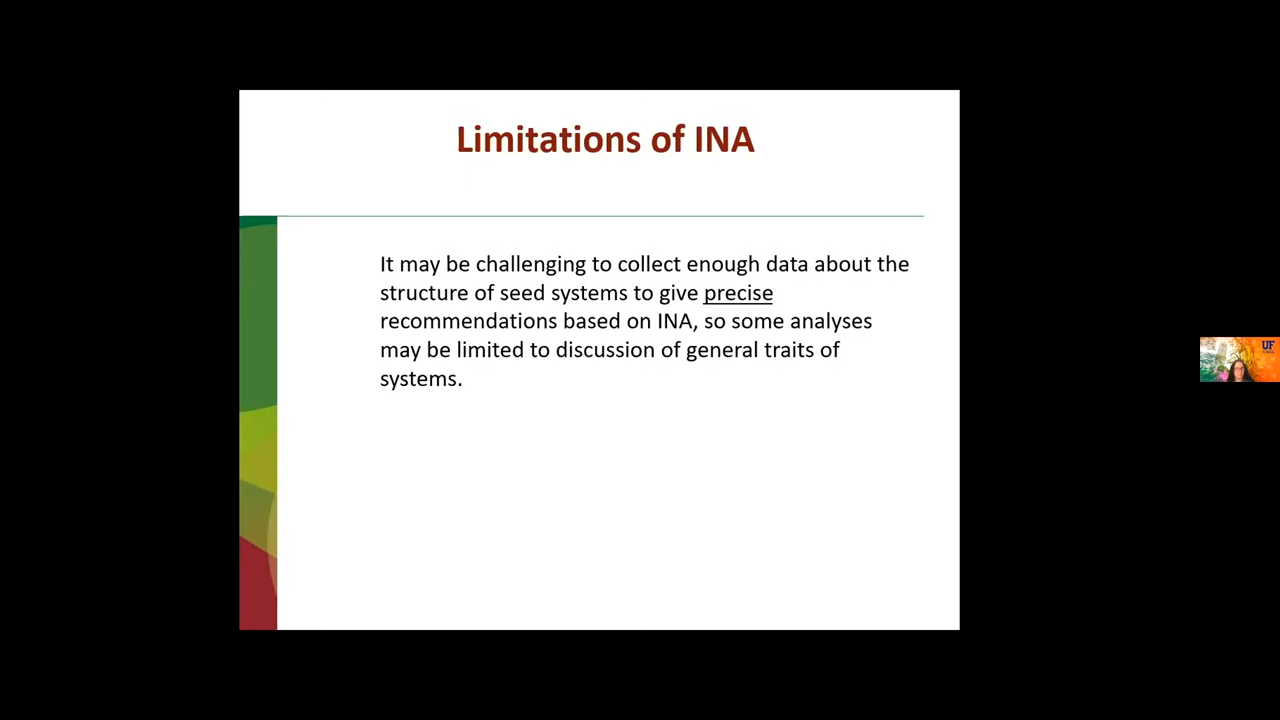 Limitations of INA
It may be challenging to collect enough data about the
structure of seed systems to give precise
recommendations based on INA, so some analyses
may be limited to discussion of general traits of
systems.
UF